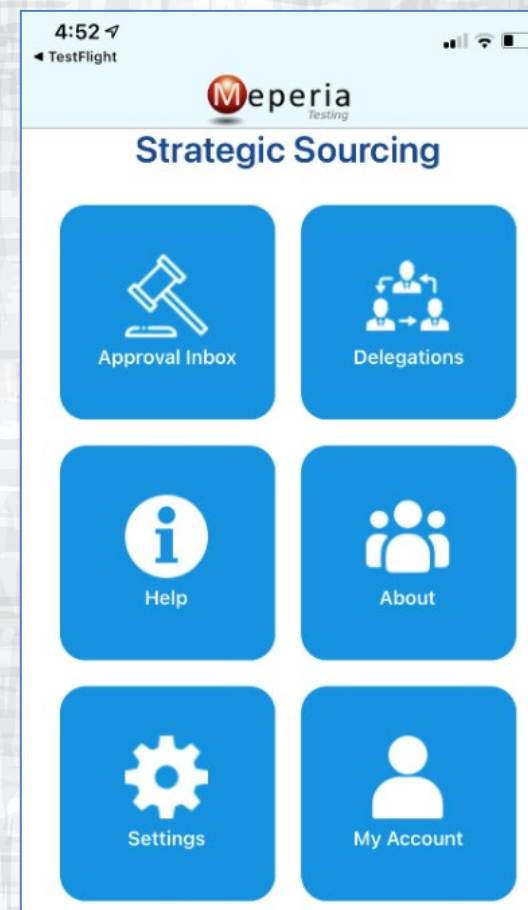 4:52
◀ TestFlight
Meperia
Testing
Strategic Sourcing
Approval Inbox
Delegations
Help
About
Settings
My Account